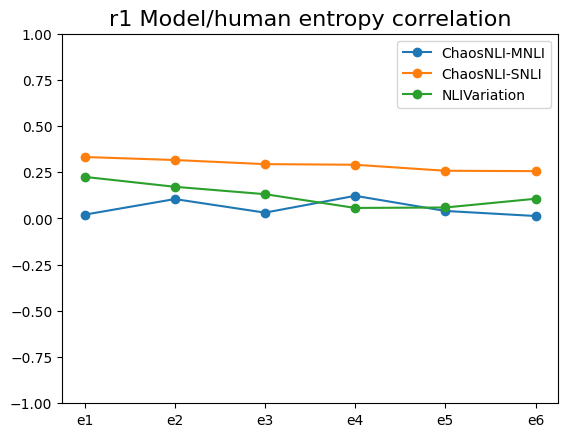 r1 Model/human entropy correlation
ChaosNLI-MNLI
ChaosNLI-SNLI
NLIVariation
1.00
0.75
0.50
0.25
0.00
−0.25
−0.50
−0.75
−1.00
e1 e2 e3 e4 e5 e6